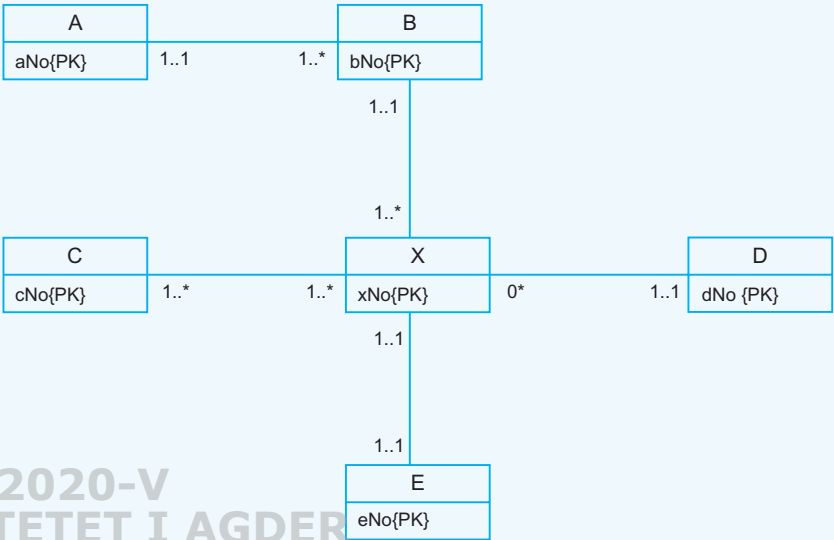 A B
aNo{PK} 1..1 1..* bNo{PK}
1..1
1..*
C X D
cNo{PK} 1..* 1..* xNo{PK} 0* 1..1 dNo {PK}
1..1
1..1
2020-V E
TETET I AGDER eNo{PK}